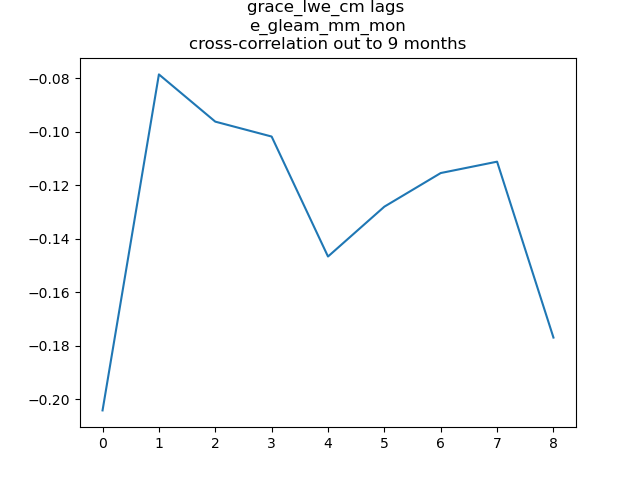 grace_lwe_cm lags
e_gleam_mm_mon
cross-correlation out to 9 months
−0.08
−0.10
−0.12
−0.14
−0.16
−0.18
−0.20
0 1 2 3 4 5 6 7 8